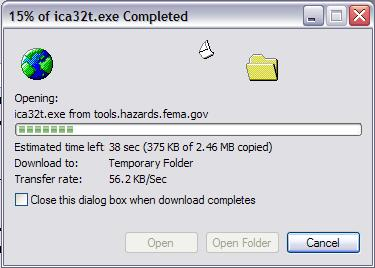 15% of ica32t.exe Completed
Opening:
ica32t.exe from tools.hazards.fema.gov
Estimated time left 38 sec (375 KB of 2.46 MB copied)
Download to: Temporary Folder
Transfer rate: 56.2 KB/Sec
Close this dialog box when download completes
Open Open Folder Cancel